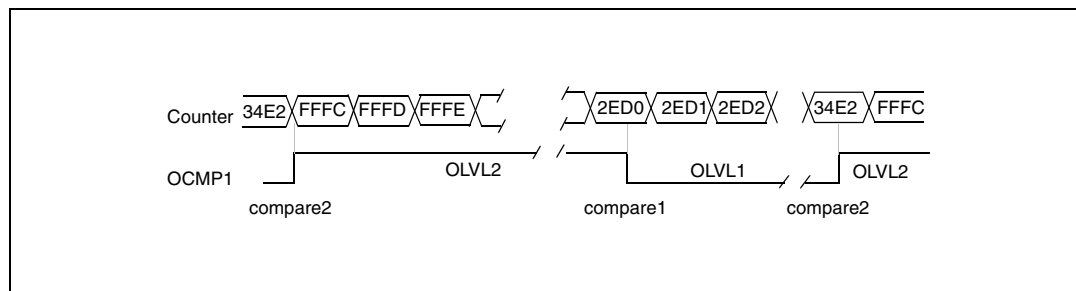 Counter 34E2 FFFC FFFD FFFE 2ED0 2ED1 2ED2 34E2 FFFC
OCMP1 OLVL2 OLVL1 OLVL2
compare2 compare1 compare2